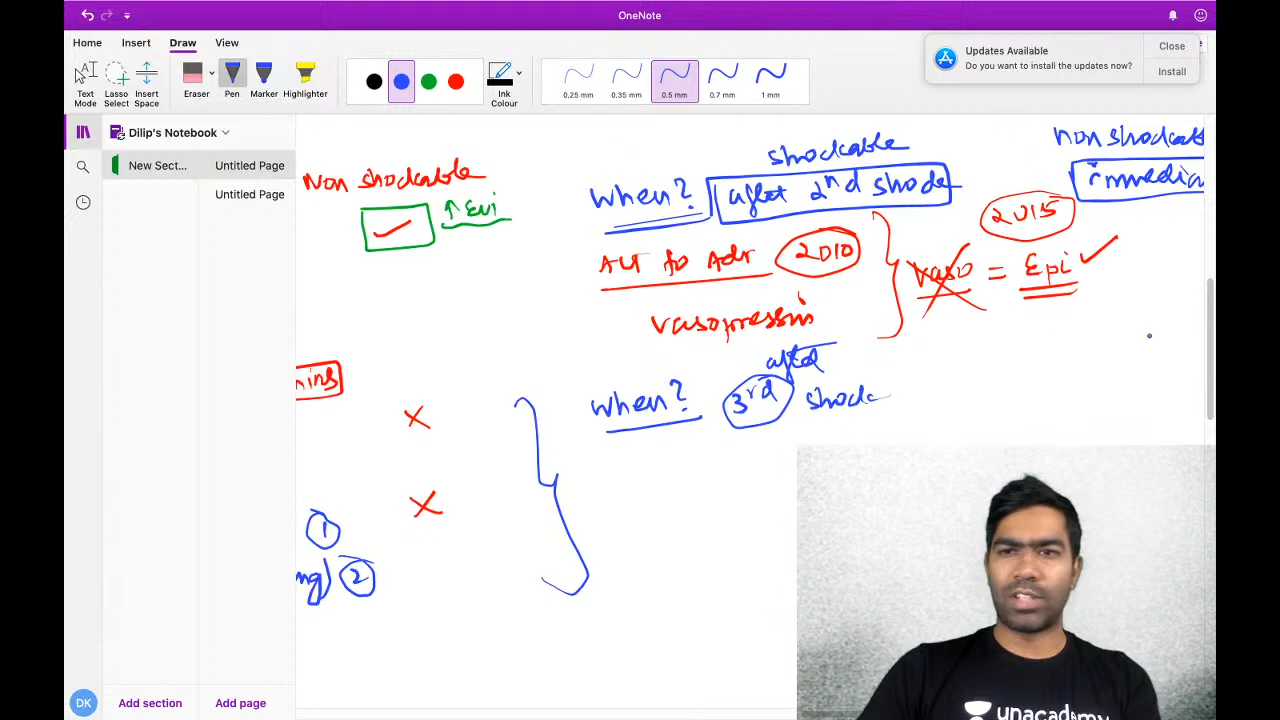 OneNote
Home Insert Draw View
Updates Available
Do you want to install the updates now?
Close
Install
Text Mode
Lasso Select
Insert Space
Eraser
Pen
Marker
Highlighter
Ink Colour
0.25 mm
0.35 mm
0.5 mm
0.7 mm
1 mm
Dilip's Notebook
New Sect...
Untitled Page
Untitled Page
Non shockable
↑ Evi
shockable
When? after 2nd shock
non shockab
immedia
ALT to Adr 2010
vasopressin
2015
vaso = Epi
mins
after
When? 3rd shock
1
mg) 2
DK
Add section
Add page
unacademy